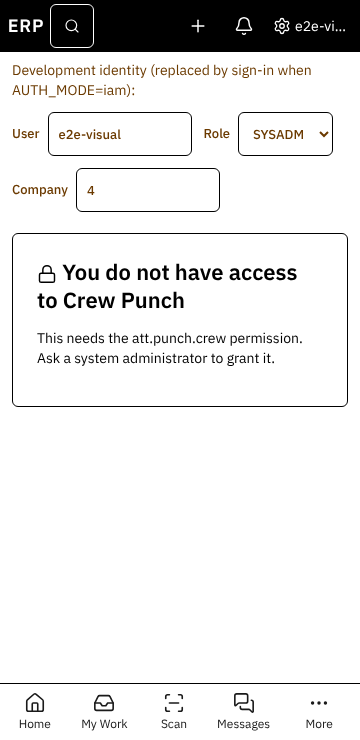 ERP
e2e-vi...
Development identity (replaced by sign-in when
AUTH_MODE=iam):
User e2e-visual Role SYSADM
Company 4
You do not have access
to Crew Punch
This needs the att.punch.crew permission.
Ask a system administrator to grant it.
Home My Work Scan Messages More